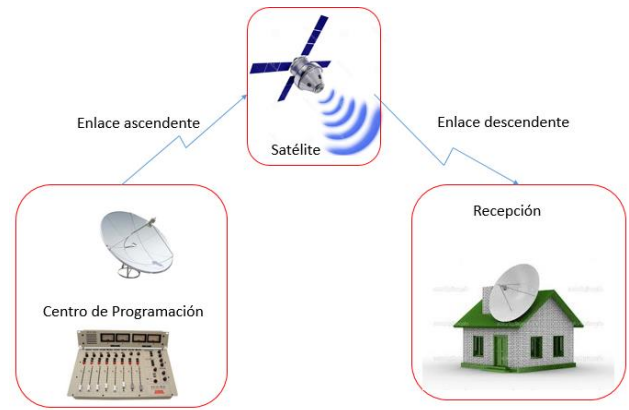 Enlace ascendente
Satélite
Enlace descendente
Centro de Programación
Recepción